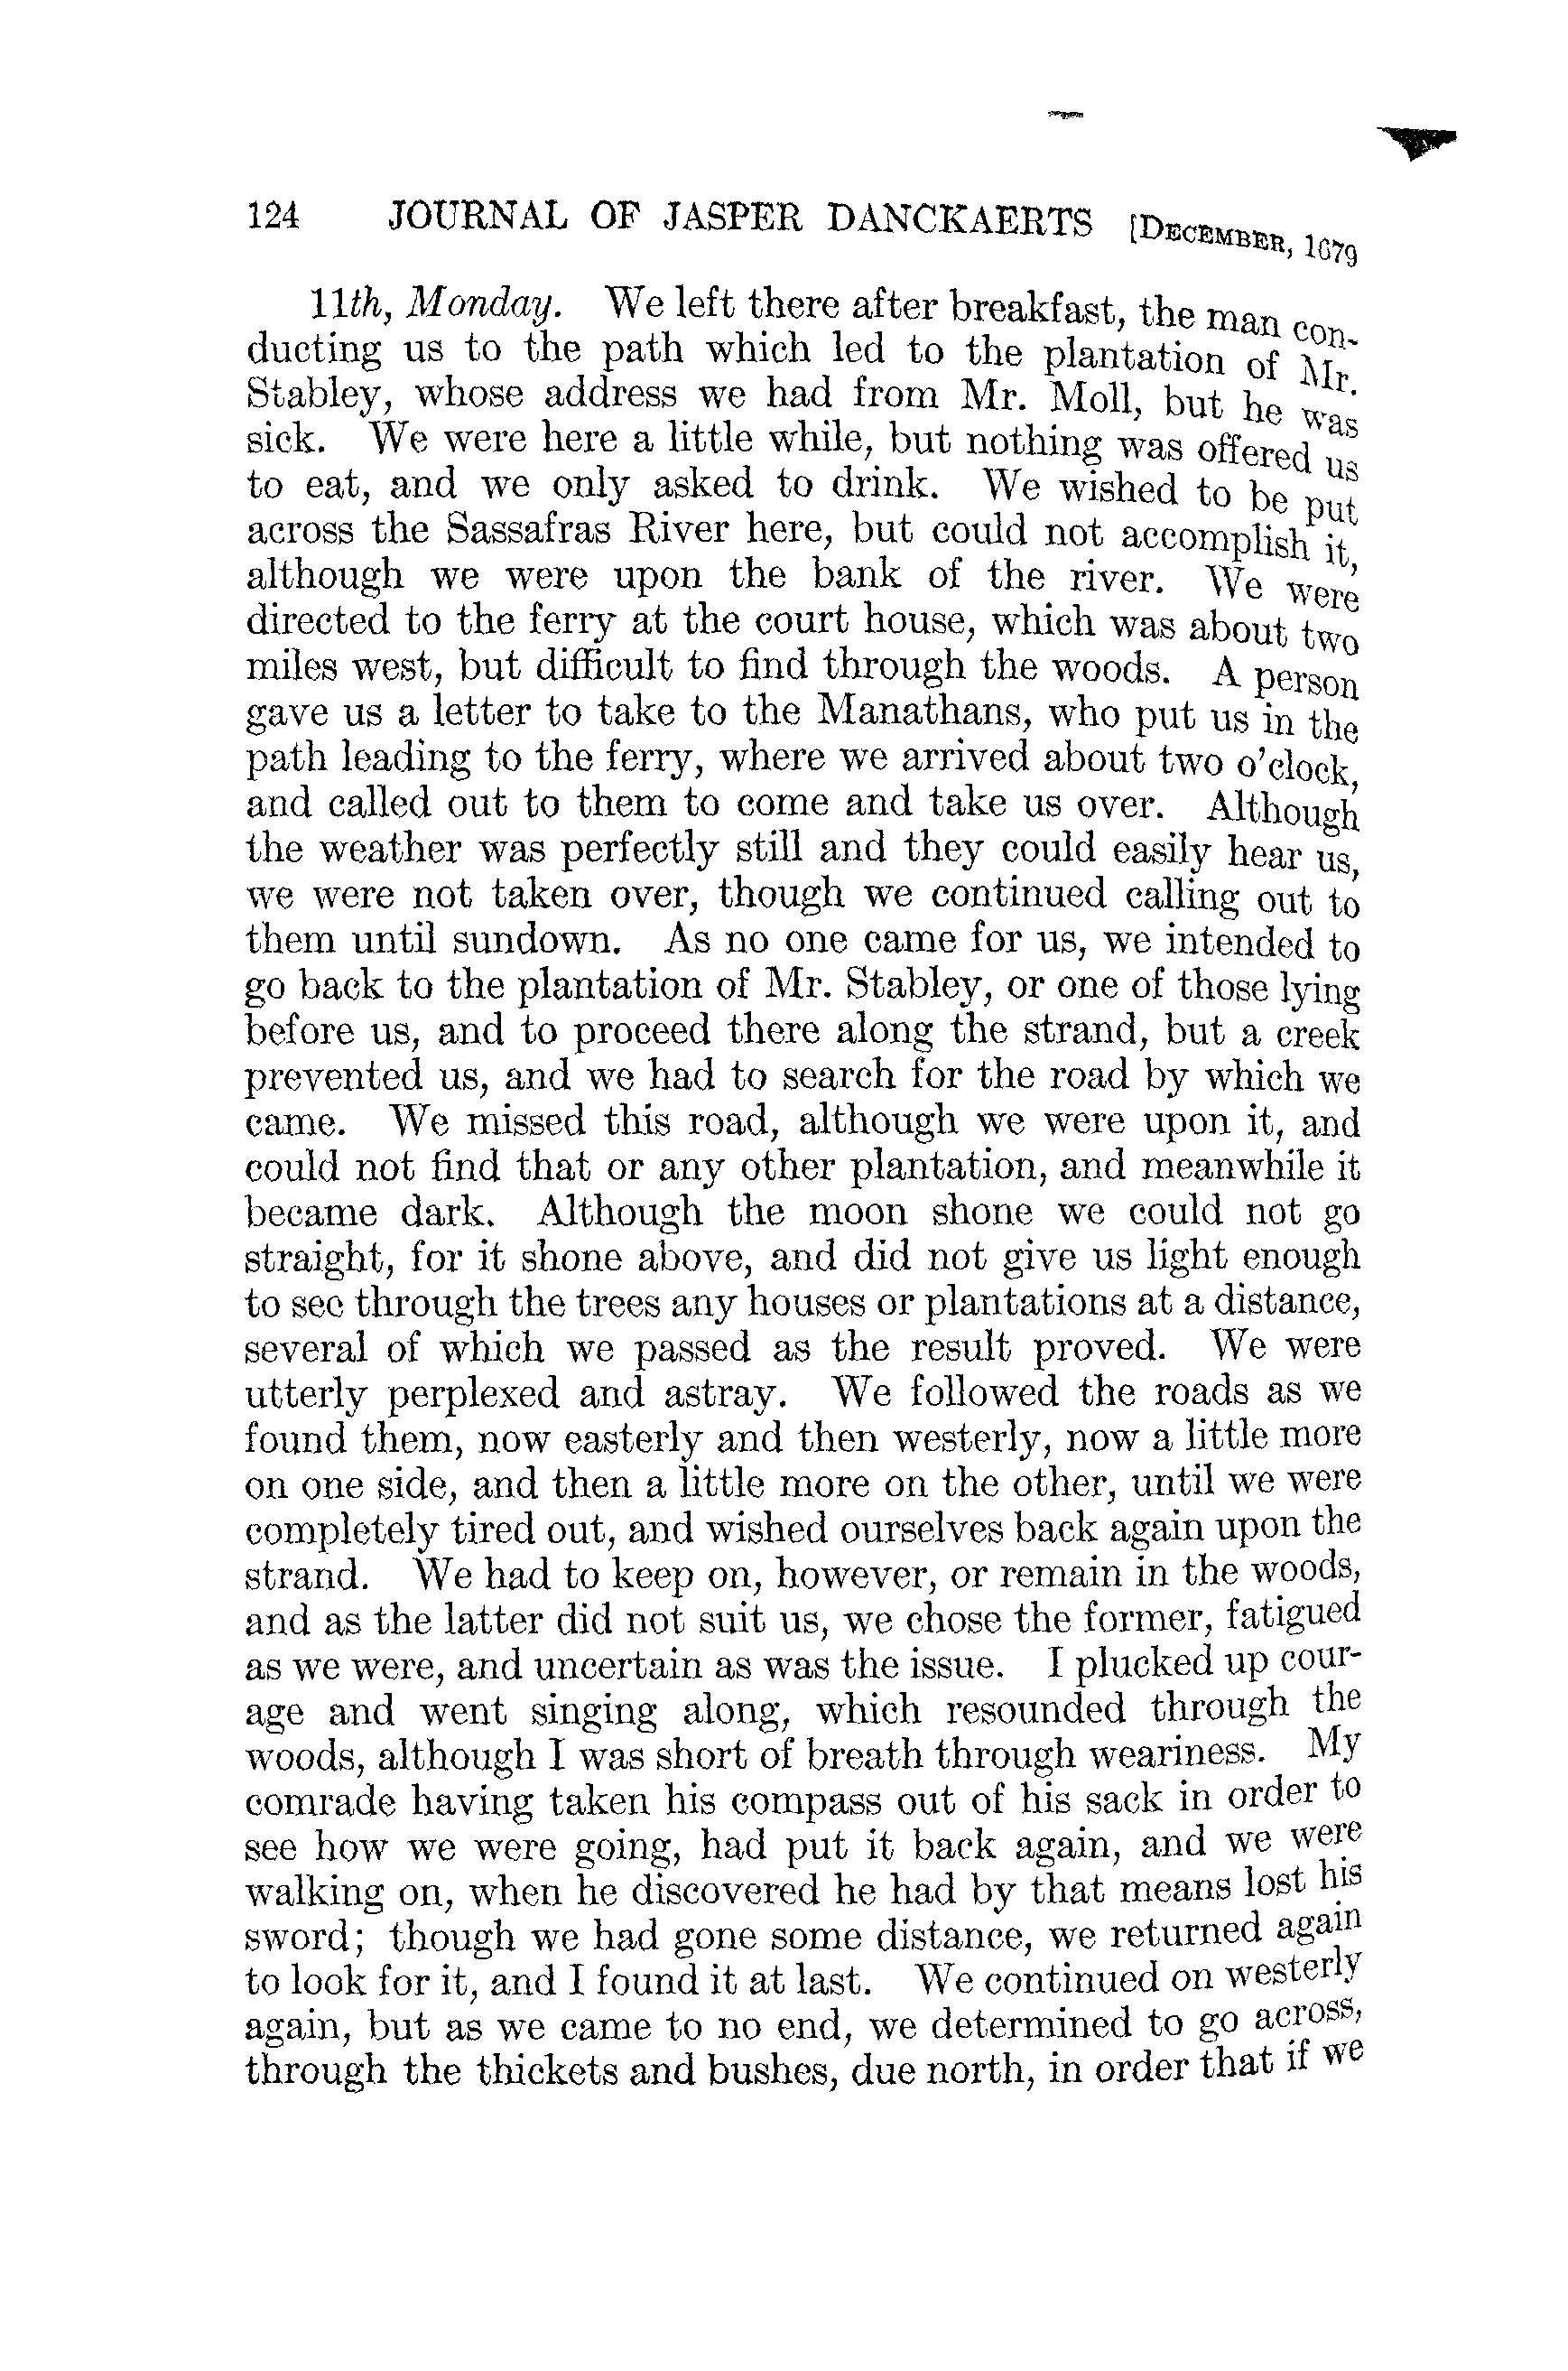 124 JOURNAL OF JASPER DANCKAERTS [DECEMBER, 1679
11th, Monday. We left there after breakfast, the man con-
ducting us to the path which led to the plantation of Mr.
Stabley, whose address we had from Mr. Moll, but he was
sick. We were here a little while, but nothing was offered us
to eat, and we only asked to drink. We wished to be put
across the Sassafras River here, but could not accomplish it,
although we were upon the bank of the river. We were
directed to the ferry at the court house, which was about two
miles west, but difficult to find through the woods. A person
gave us a letter to take to the Manathans, who put us in the
path leading to the ferry, where we arrived about two o'clock,
and called out to them to come and take us over. Although
the weather was perfectly still and they could easily hear us,
we were not taken over, though we continued calling out to
them until sundown. As no one came for us, we intended to
go back to the plantation of Mr. Stabley, or one of those lying
before us, and to proceed there along the strand, but a creek
prevented us, and we had to search for the road by which we
came. We missed this road, although we were upon it, and
could not find that or any other plantation, and meanwhile it
became dark. Although the moon shone we could not go
straight, for it shone above, and did not give us light enough
to see through the trees any houses or plantations at a distance,
several of which we passed as the result proved. We were
utterly perplexed and astray. We followed the roads as we
found them, now easterly and then westerly, now a little more
on one side, and then a little more on the other, until we were
completely tired out, and wished ourselves back again upon the
strand. We had to keep on, however, or remain in the woods,
and as the latter did not suit us, we chose the former, fatigued
as we were, and uncertain as was the issue. I plucked up cour-
age and went singing along, which resounded through the
woods, although I was short of breath through weariness. My
comrade having taken his compass out of his sack in order to
see how we were going, had put it back again, and we were
walking on, when he discovered he had by that means lost his
sword; though we had gone some distance, we returned again
to look for it, and I found it at last. We continued on westerly
again, but as we came to no end, we determined to go across,
through the thickets and bushes, due north, in order that if we